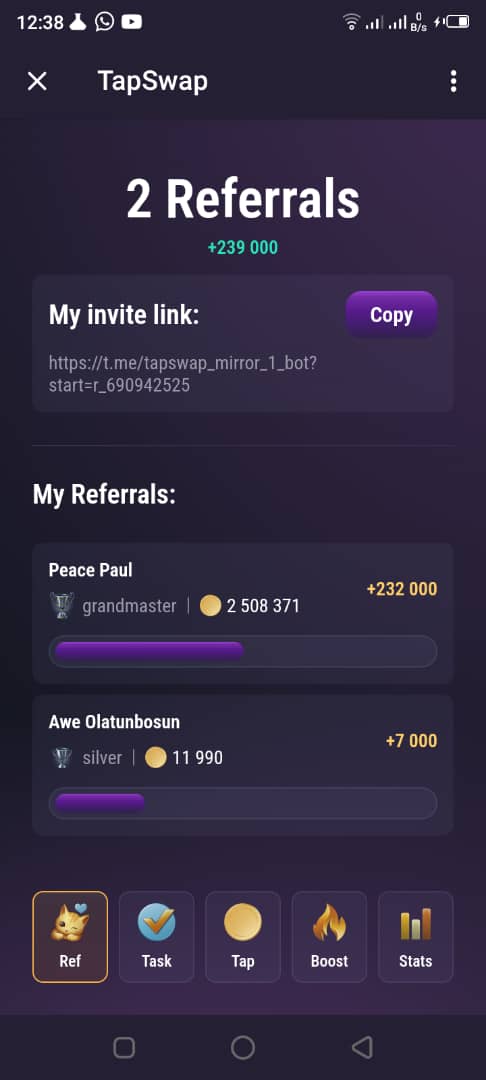 12:38
0
B/s
TapSwap
2 Referrals
+239 000
My invite link:
Copy
https://t.me/tapswap_mirror_1_bot?
start=r_690942525
My Referrals:
Peace Paul
grandmaster | 2 508 371
+232 000
Awe Olatunbosun
silver | 11 990
+7 000
Ref
Task
Tap
Boost
Stats